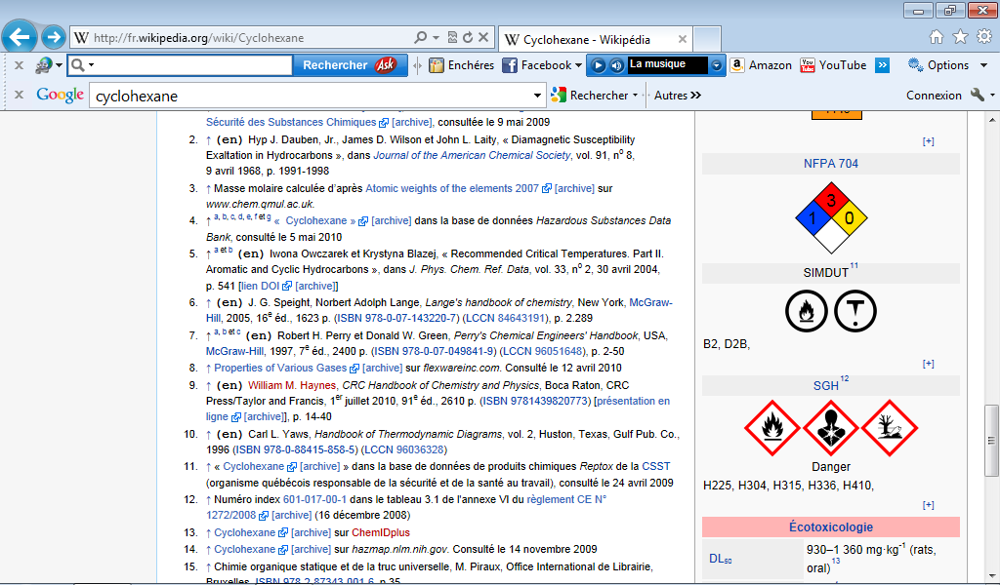 http://fr.wikipedia.org/wiki/Cyclohexane
W Cyclohexane - Wikipédia
Rechercher Ask
Enchéres
Facebook
La musique
a Amazon
You Tube YouTube
Options
Google cyclohexane
Rechercher
Autres
Connexion
Sécurité des Substances Chimiques [archive], consultée le 9 mai 2009
2. ↑ (en) Hyp J. Dauben, Jr., James D. Wilson et John L. Laity, « Diamagnetic Susceptibility
Exaltation in Hydrocarbons », dans Journal of the American Chemical Society, vol. 91, nº 8,
9 avril 1968, p. 1991-1998
3. ↑ Masse molaire calculée d'après Atomic weights of the elements 2007 [archive] sur
www.chem.qmul.ac.uk.
4. ↑ a, b, c, d, e, f et g « Cyclohexane » [archive] dans la base de données Hazardous Substances Data
Bank, consulté le 5 mai 2010
5. ↑ a et b (en) Iwona Owczarek et Krystyna Blazej, « Recommended Critical Temperatures. Part II.
Aromatic and Cyclic Hydrocarbons », dans J. Phys. Chem. Ref. Data, vol. 33, nº 2, 30 avril 2004,
p. 541 [lien DOI [archive]]
6. ↑ (en) J. G. Speight, Norbert Adolph Lange, Lange's handbook of chemistry, New York, McGraw-
Hill, 2005, 16e éd., 1623 p. (ISBN 978-0-07-143220-7) (LCCN 84643191), p. 2.289
7. ↑ a, b et c (en) Robert H. Perry et Donald W. Green, Perry's Chemical Engineers' Handbook, USA,
McGraw-Hill, 1997, 7e éd., 2400 p. (ISBN 978-0-07-049841-9) (LCCN 96051648), p. 2-50
8. ↑ Properties of Various Gases [archive] sur flexwareinc.com. Consulté le 12 avril 2010
9. ↑ (en) William M. Haynes, CRC Handbook of Chemistry and Physics, Boca Raton, CRC
Press/Taylor and Francis, 1er juillet 2010, 91e éd., 2610 p. (ISBN 9781439820773) [présentation en
ligne [archive]], p. 14-40
10. ↑ (en) Carl L. Yaws, Handbook of Thermodynamic Diagrams, vol. 2, Huston, Texas, Gulf Pub. Co.,
1996 (ISBN 978-0-88415-858-5) (LCCN 96036328)
11. ↑ « Cyclohexane [archive] » dans la base de données de produits chimiques Reptox de la CSST
(organisme québécois responsable de la sécurité et de la santé au travail), consulté le 24 avril 2009
12. ↑ Numéro index 601-017-00-1 dans le tableau 3.1 de l'annexe VI du règlement CE N°
1272/2008 [archive] (16 décembre 2008)
13. ↑ Cyclohexane [archive] sur ChemIDplus
14. ↑ Cyclohexane [archive] sur hazmap.nlm.nih.gov. Consulté le 14 novembre 2009
15. ↑ Chimie organique statique et de la truc universelle, M. Piraux, Office International de Librairie,
Bruxelles, ISBN 978-2-87343-001-6, p.35
[+]
NFPA 704
3
1 0
SIMDUT 11
B2, D2B,
[+]
SGH 12
Danger
H225, H304, H315, H336, H410,
[+]
Écotoxicologie
DL50
930–1 360 mg·kg-1 (rats,
oral) 13